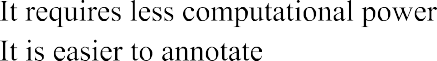 It requires less computational power
It is easier to annotate